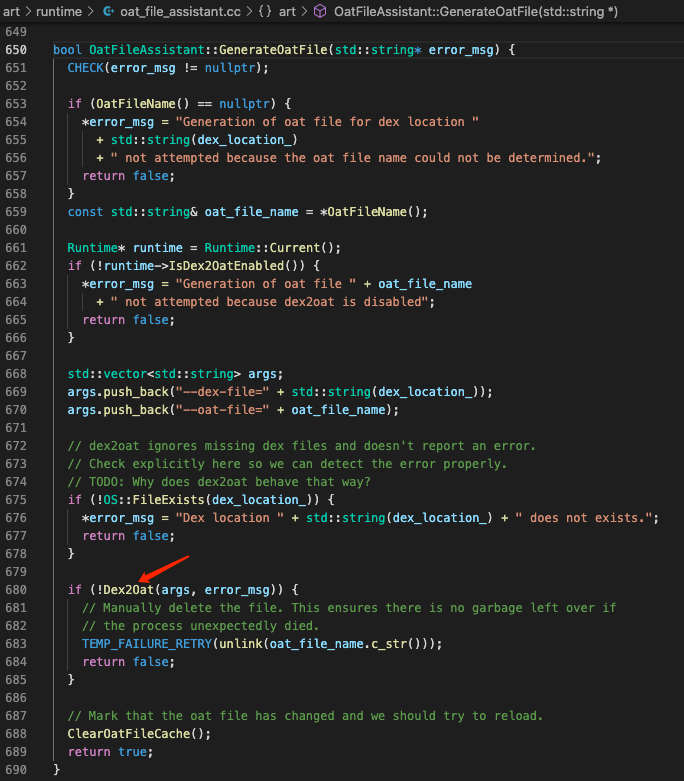 art > runtime > oat_file_assistant.cc > {} art > OatFileAssistant::GenerateOatFile(std::string *)
649
650 bool OatFileAssistant::GenerateOatFile(std::string* error_msg) {
651   CHECK(error_msg != nullptr);
652
653   if (OatFileName() == nullptr) {
654     *error_msg = "Generation of oat file for dex location "
655       + std::string(dex_location_)
656       + " not attempted because the oat file name could not be determined.";
657     return false;
658   }
659   const std::string& oat_file_name = *OatFileName();
660
661   Runtime* runtime = Runtime::Current();
662   if (!runtime->IsDex2OatEnabled()) {
663     *error_msg = "Generation of oat file " + oat_file_name
664       + " not attempted because dex2oat is disabled";
665     return false;
666   }
667
668   std::vector<std::string> args;
669   args.push_back("--dex-file=" + std::string(dex_location_));
670   args.push_back("--oat-file=" + oat_file_name);
671
672   // dex2oat ignores missing dex files and doesn't report an error.
673   // Check explicitly here so we can detect the error properly.
674   // TODO: Why does dex2oat behave that way?
675   if (!OS::FileExists(dex_location_)) {
676     *error_msg = "Dex location " + std::string(dex_location_) + " does not exists.";
677     return false;
678   }
679
680   if (!Dex2Oat(args, error_msg)) {
681     // Manually delete the file. This ensures there is no garbage left over if
682     // the process unexpectedly died.
683     TEMP_FAILURE_RETRY(unlink(oat_file_name.c_str()));
684     return false;
685   }
686
687   // Mark that the oat file has changed and we should try to reload.
688   ClearOatFileCache();
689   return true;
690 }